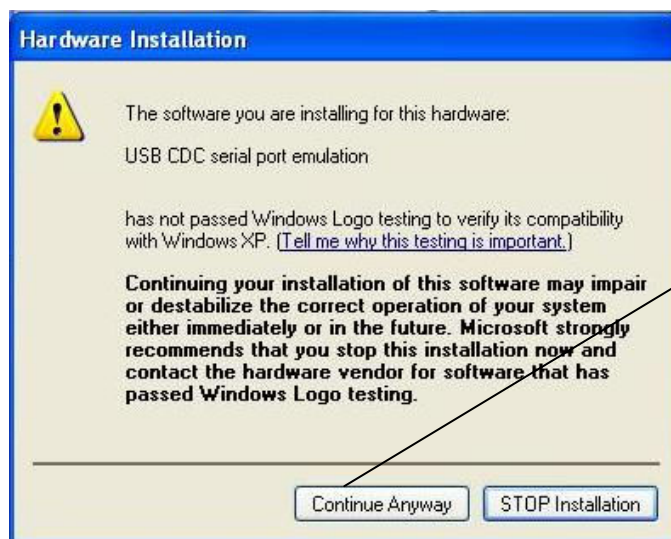 Hardware Installation
The software you are installing for this hardware:
USB CDC serial port emulation
has not passed Windows Logo testing to verify its compatibility
with Windows XP. (Tell me why this testing is important.)
Continuing your installation of this software may impair
or destabilize the correct operation of your system
either immediately or in the future. Microsoft strongly
recommends that you stop this installation now and
contact the hardware vendor for software that has
passed Windows Logo testing.
Continue Anyway STOP Installation